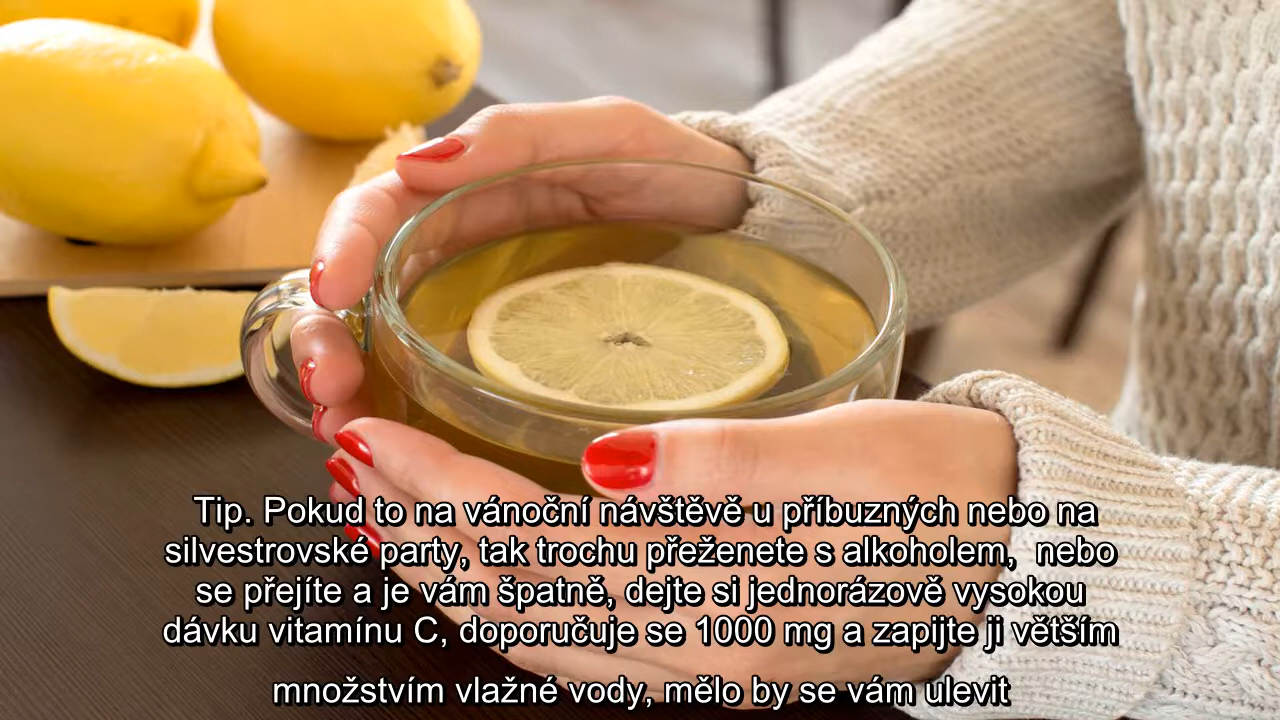 Tip. Pokud to na vánoční návštěvě u příbuzných nebo na
silvestrovské party, tak trochu přeženete s alkoholem,  nebo
se přejíte a je vám špatně, dejte si jednorázově vysokou
dávku vitamínu C, doporučuje se 1000 mg a zapijte ji větším
množstvím vlažné vody, mělo by se vám ulevit